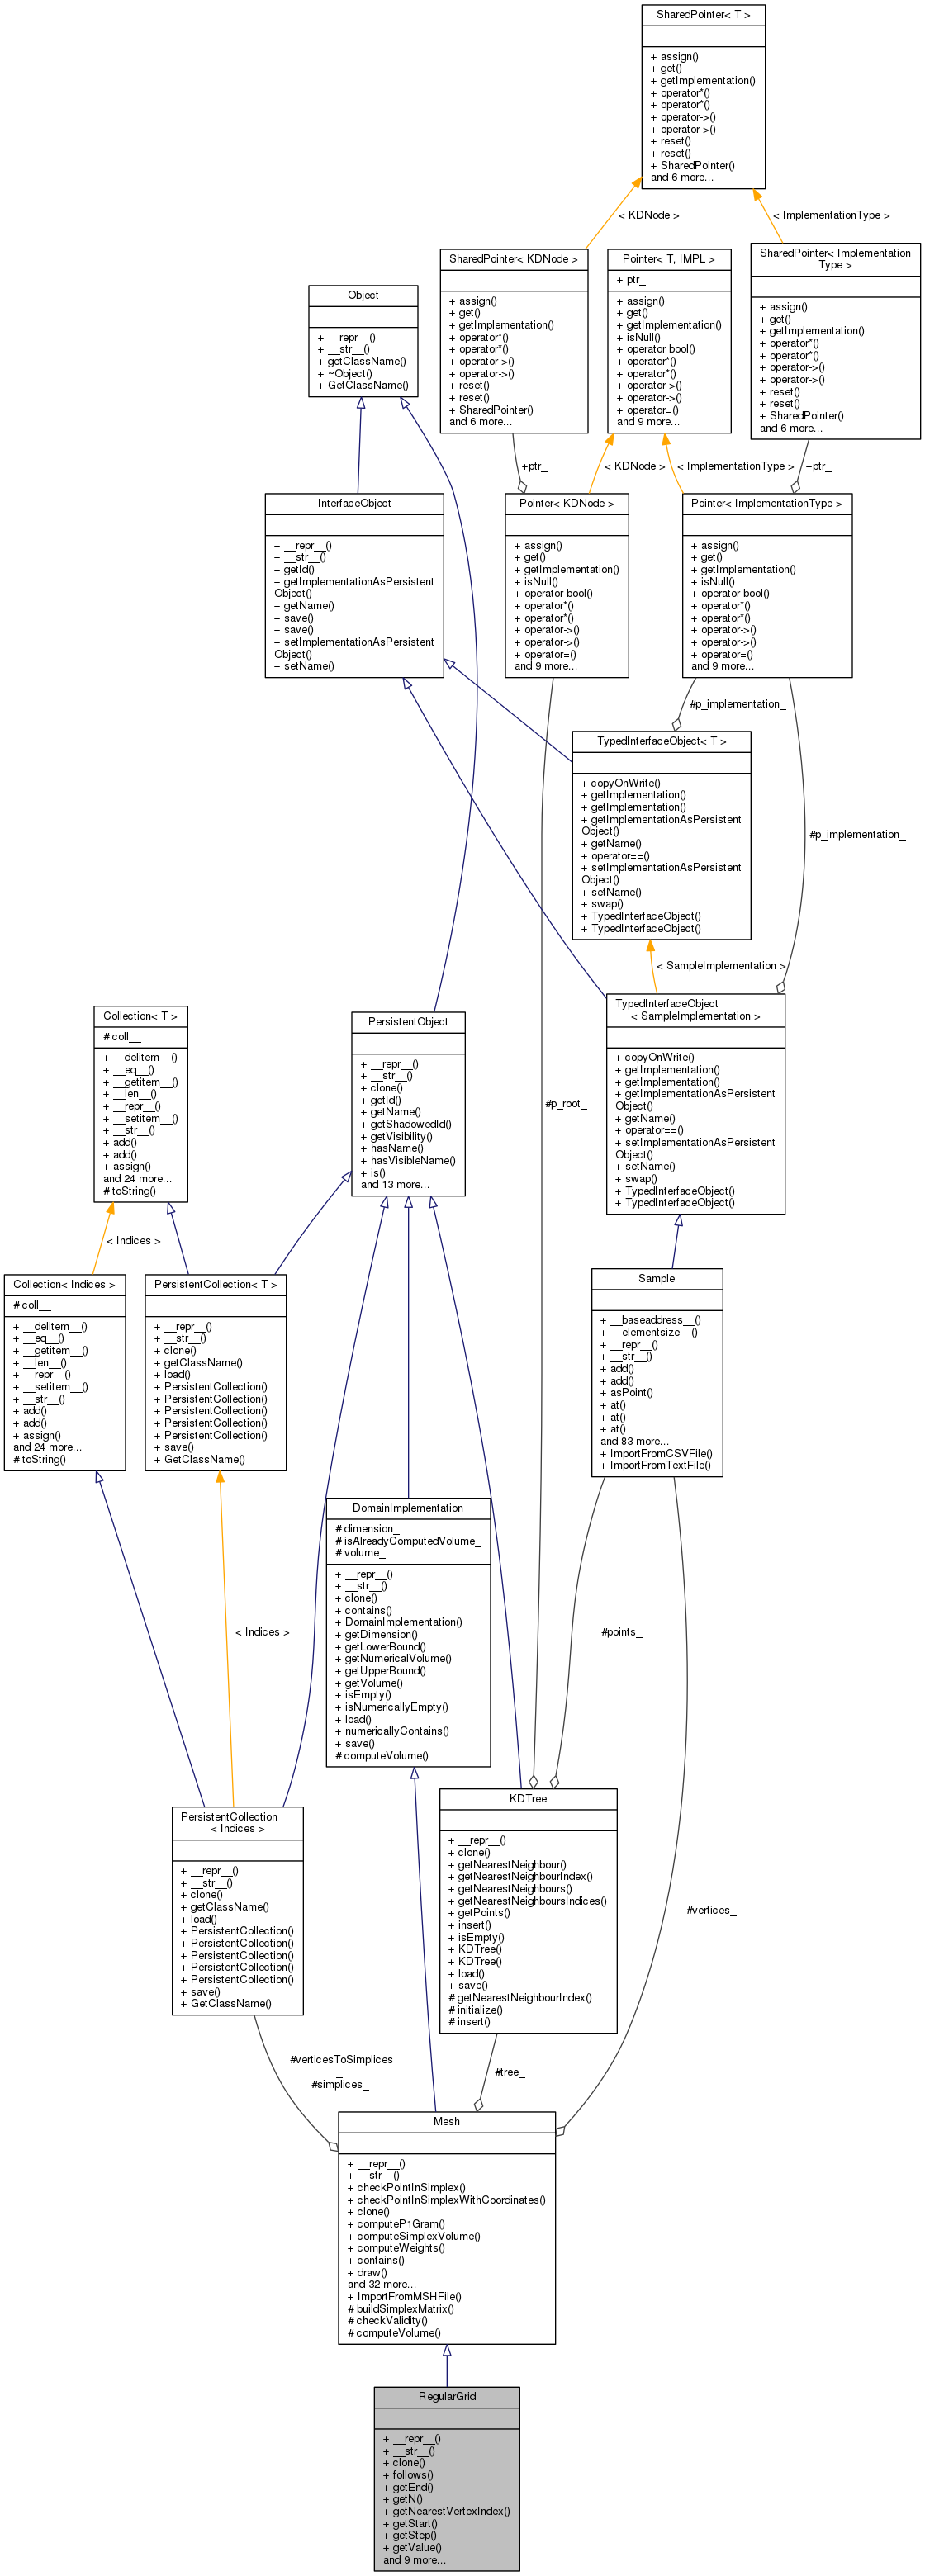 SharedPointer< T >
+ assign()
+ get()
+ getImplementation()
+ operator*()
+ operator*()
+ operator->()
+ operator->()
+ reset()
+ reset()
+ SharedPointer()
and 6 more...
< KDNode >
< ImplementationType >
SharedPointer< KDNode >
+ assign()
+ get()
+ getImplementation()
+ operator*()
+ operator*()
+ operator->()
+ operator->()
+ reset()
+ reset()
+ SharedPointer()
and 6 more...
Pointer< T, IMPL >
+ ptr_
+ assign()
+ get()
+ getImplementation()
+ isNull()
+ operator bool()
+ operator*()
+ operator*()
+ operator->()
+ operator->()
+ operator=()
and 9 more...
SharedPointer< Implementation
Type >
+ assign()
+ get()
+ getImplementation()
+ operator*()
+ operator*()
+ operator->()
+ operator->()
+ reset()
+ reset()
+ SharedPointer()
and 6 more...
Object
+ __repr__()
+ __str__()
+ getClassName()
+ ~Object()
+ GetClassName()
+ptr_
< KDNode >
< ImplementationType >
+ptr_
InterfaceObject
+ __repr__()
+ __str__()
+ getId()
+ getImplementationAsPersistent
Object()
+ getName()
+ save()
+ save()
+ setImplementationAsPersistent
Object()
+ setName()
Pointer< KDNode >
+ assign()
+ get()
+ getImplementation()
+ isNull()
+ operator bool()
+ operator*()
+ operator*()
+ operator->()
+ operator->()
+ operator=()
and 9 more...
Pointer< ImplementationType >
+ assign()
+ get()
+ getImplementation()
+ isNull()
+ operator bool()
+ operator*()
+ operator*()
+ operator->()
+ operator->()
+ operator=()
and 9 more...
#p_implementation_
TypedInterfaceObject< T >
+ copyOnWrite()
+ getImplementation()
+ getImplementation()
+ getImplementationAsPersistent
Object()
+ getName()
+ operator==()
+ setImplementationAsPersistent
Object()
+ setName()
+ swap()
+ TypedInterfaceObject()
+ TypedInterfaceObject()
#p_implementation_
< SampleImplementation >
TypedInterfaceObject
< SampleImplementation >
+ copyOnWrite()
+ getImplementation()
+ getImplementation()
+ getImplementationAsPersistent
Object()
+ getName()
+ operator==()
+ setImplementationAsPersistent
Object()
+ setName()
+ swap()
+ TypedInterfaceObject()
+ TypedInterfaceObject()
Collection< T >
# coll__
+ __delitem__()
+ __eq__()
+ __getitem__()
+ __len__()
+ __repr__()
+ __setitem__()
+ __str__()
+ add()
+ add()
+ assign()
and 24 more...
# toString()
PersistentObject
+ __repr__()
+ __str__()
+ clone()
+ getId()
+ getName()
+ getShadowedId()
+ getVisibility()
+ hasName()
+ hasVisibleName()
+ is()
and 13 more...
#p_root_
< Indices >
Collection< Indices >
# coll__
+ __delitem__()
+ __eq__()
+ __getitem__()
+ __len__()
+ __repr__()
+ __setitem__()
+ __str__()
+ add()
+ add()
+ assign()
and 24 more...
# toString()
PersistentCollection< T >
+ __repr__()
+ __str__()
+ clone()
+ getClassName()
+ load()
+ PersistentCollection()
+ PersistentCollection()
+ PersistentCollection()
+ PersistentCollection()
+ PersistentCollection()
+ save()
+ GetClassName()
Sample
+ __baseaddress__()
+ __elementsize__()
+ __repr__()
+ __str__()
+ add()
+ add()
+ asPoint()
+ at()
+ at()
+ at()
and 83 more...
+ ImportFromCSVFile()
+ ImportFromTextFile()
DomainImplementation
# dimension_
# isAlreadyComputedVolume_
# volume_
+ __repr__()
+ __str__()
+ clone()
+ contains()
+ DomainImplementation()
+ getDimension()
+ getLowerBound()
+ getNumericalVolume()
+ getUpperBound()
+ getVolume()
+ isEmpty()
+ isNumericallyEmpty()
+ load()
+ numericallyContains()
+ save()
# computeVolume()
< Indices >
#points_
PersistentCollection
< Indices >
+ __repr__()
+ __str__()
+ clone()
+ getClassName()
+ load()
+ PersistentCollection()
+ PersistentCollection()
+ PersistentCollection()
+ PersistentCollection()
+ PersistentCollection()
+ save()
+ GetClassName()
KDTree
+ __repr__()
+ clone()
+ getNearestNeighbour()
+ getNearestNeighbourIndex()
+ getNearestNeighbours()
+ getNearestNeighboursIndices()
+ getPoints()
+ insert()
+ isEmpty()
+ KDTree()
+ KDTree()
+ load()
+ save()
# getNearestNeighbourIndex()
# initialize()
# insert()
#vertices_
#verticesToSimplices
_
#simplices_
#tree_
Mesh
+ __repr__()
+ __str__()
+ checkPointInSimplex()
+ checkPointInSimplexWithCoordinates()
+ clone()
+ computeP1Gram()
+ computeSimplexVolume()
+ computeWeights()
+ contains()
+ draw()
and 32 more...
+ ImportFromMSHFile()
# buildSimplexMatrix()
# checkValidity()
# computeVolume()
RegularGrid
+ __repr__()
+ __str__()
+ clone()
+ follows()
+ getEnd()
+ getN()
+ getNearestVertexIndex()
+ getStart()
+ getStep()
+ getValue()
and 9 more...